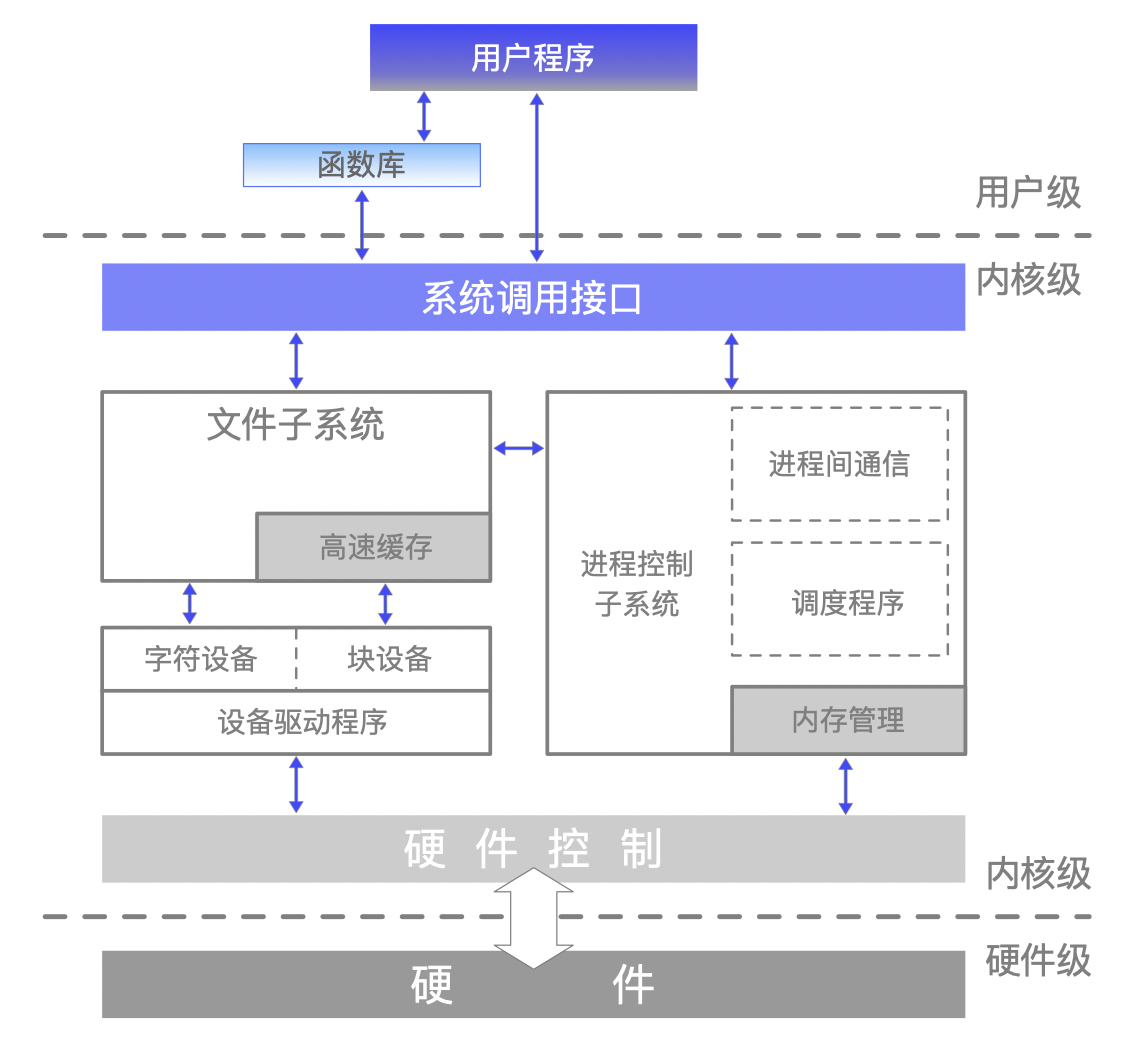 用户程序
函数库
用户级
内核级
系统调用接口
文件子系统
高速缓存
字符设备
块设备
设备驱动程序
进程控制
子系统
进程间通信
调度程序
内存管理
硬件控制
内核级
硬件级
硬件